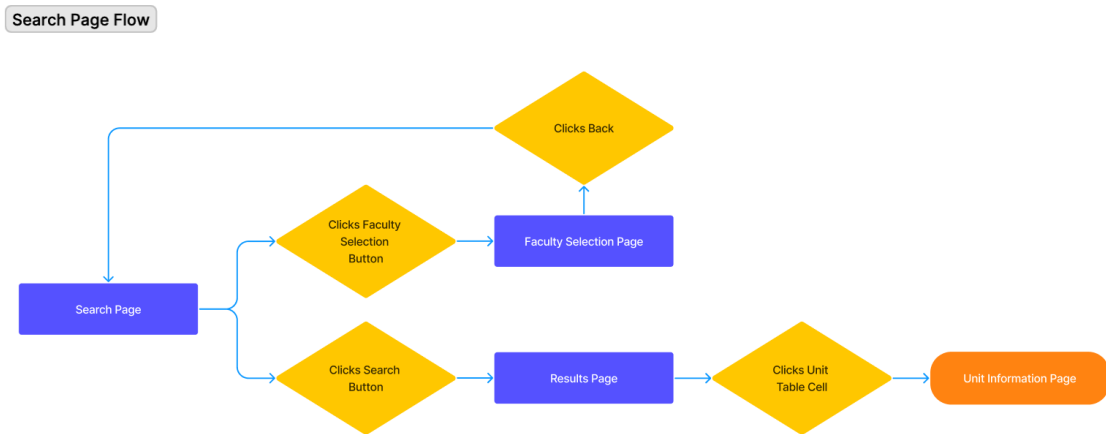 Search Page Flow
Clicks Back
Clicks Faculty
Selection
Button
Faculty Selection Page
Search Page
Clicks Search
Button
Results Page
Clicks Unit
Table Cell
Unit Information Page